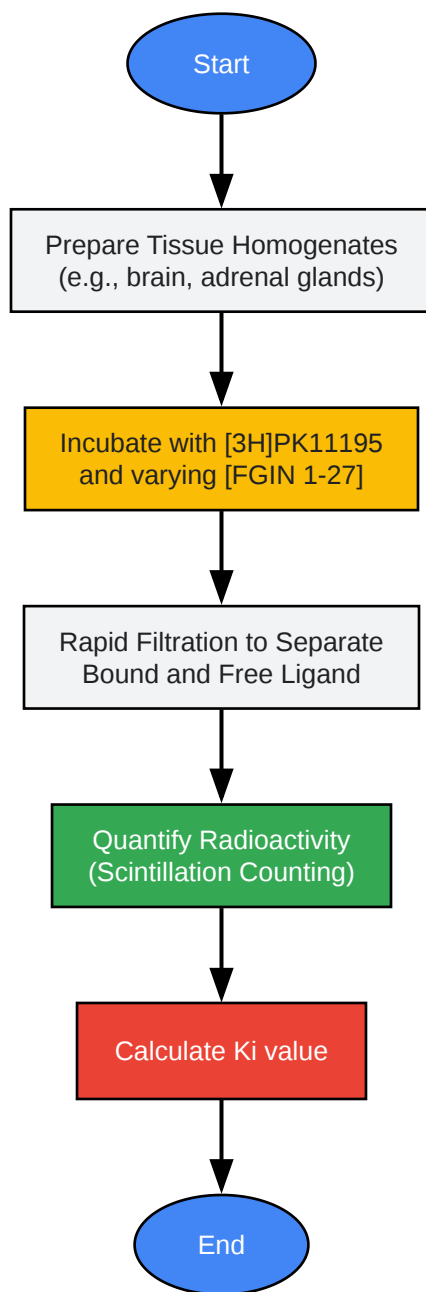 Start
Prepare Tissue Homogenates
(e.g., brain, adrenal glands)
Incubate with [3H]PK11195
and varying [FGIN 1-27]
Rapid Filtration to Separate
Bound and Free Ligand
Quantify Radioactivity
(Scintillation Counting)
Calculate Ki value
End